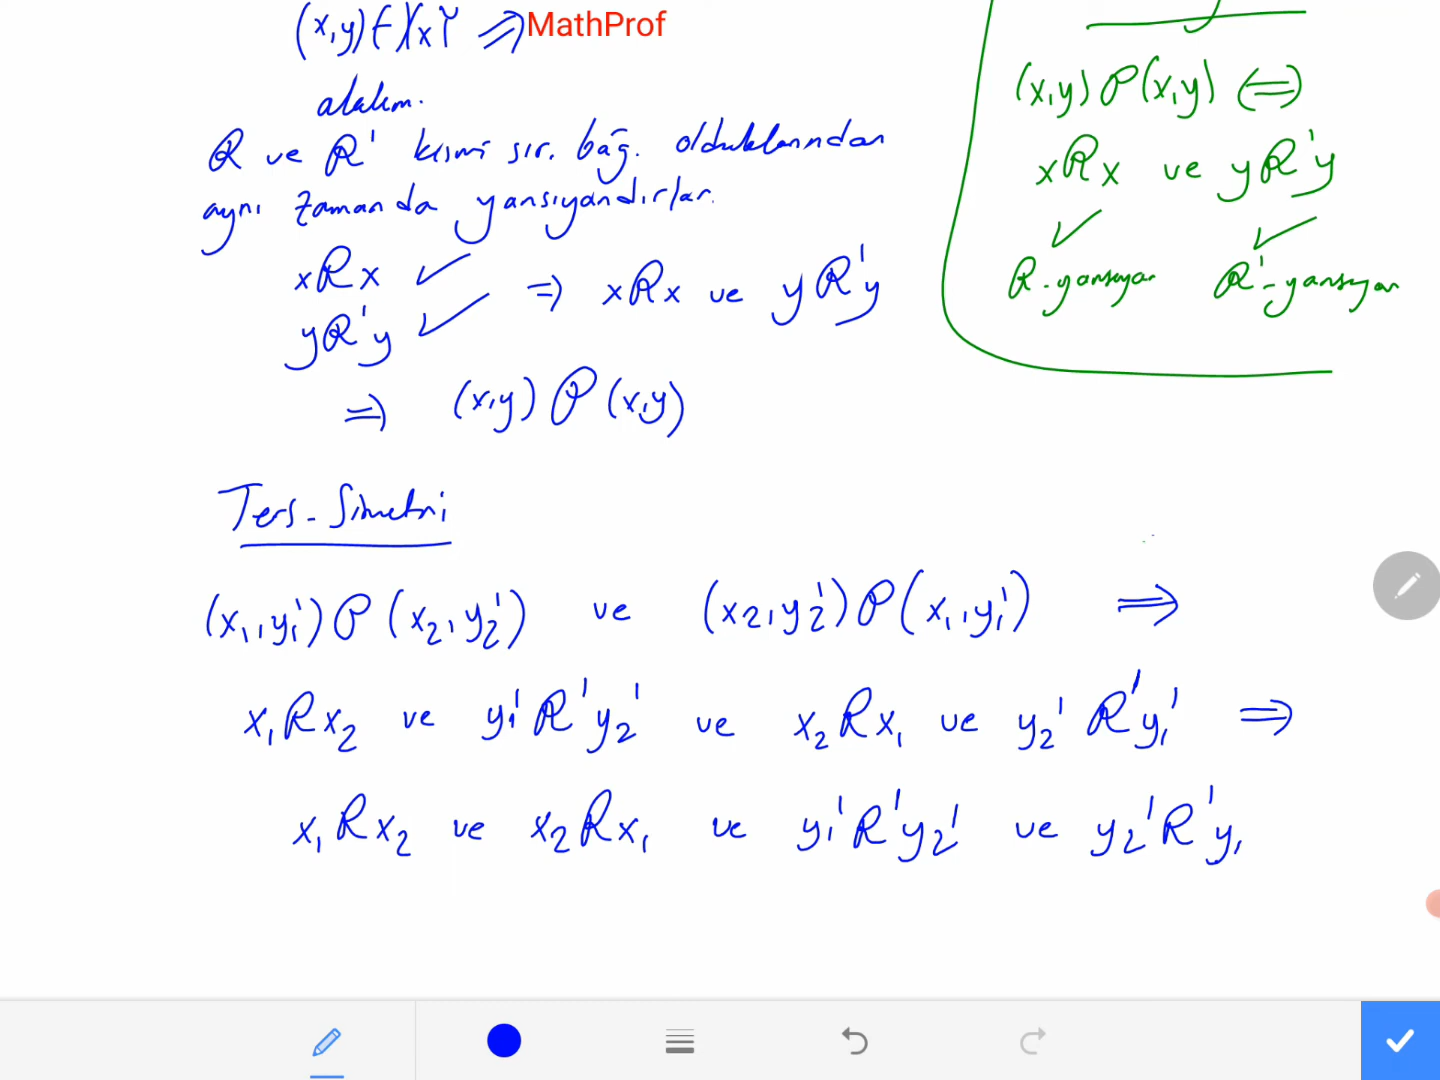 (x,y) ∈ XxY ⇒ MathProf
alalım.
R ve R' kısmi sır. bağ. olduklarından
aynı zamanda yansıyandırlar.
xRx ✓ ⇒ xRx ve yR'y
yR'y ✓
⇒ (x,y) P (x,y)
(x,y) P (x,y) ⇔
xRx ve yR'y
✓ ✓
R-yansıyan R'-yansıyan
Ters-Simetri
(x₁,y₁') P (x₂,y₂') ve (x₂,y₂') P (x₁,y₁') ⇒
x₁Rx₂ ve y₁'R'y₂' ve x₂Rx₁ ve y₂'R'y₁' ⇒
x₁Rx₂ ve x₂Rx₁ ve y₁'R'y₂' ve y₂'R'y₁